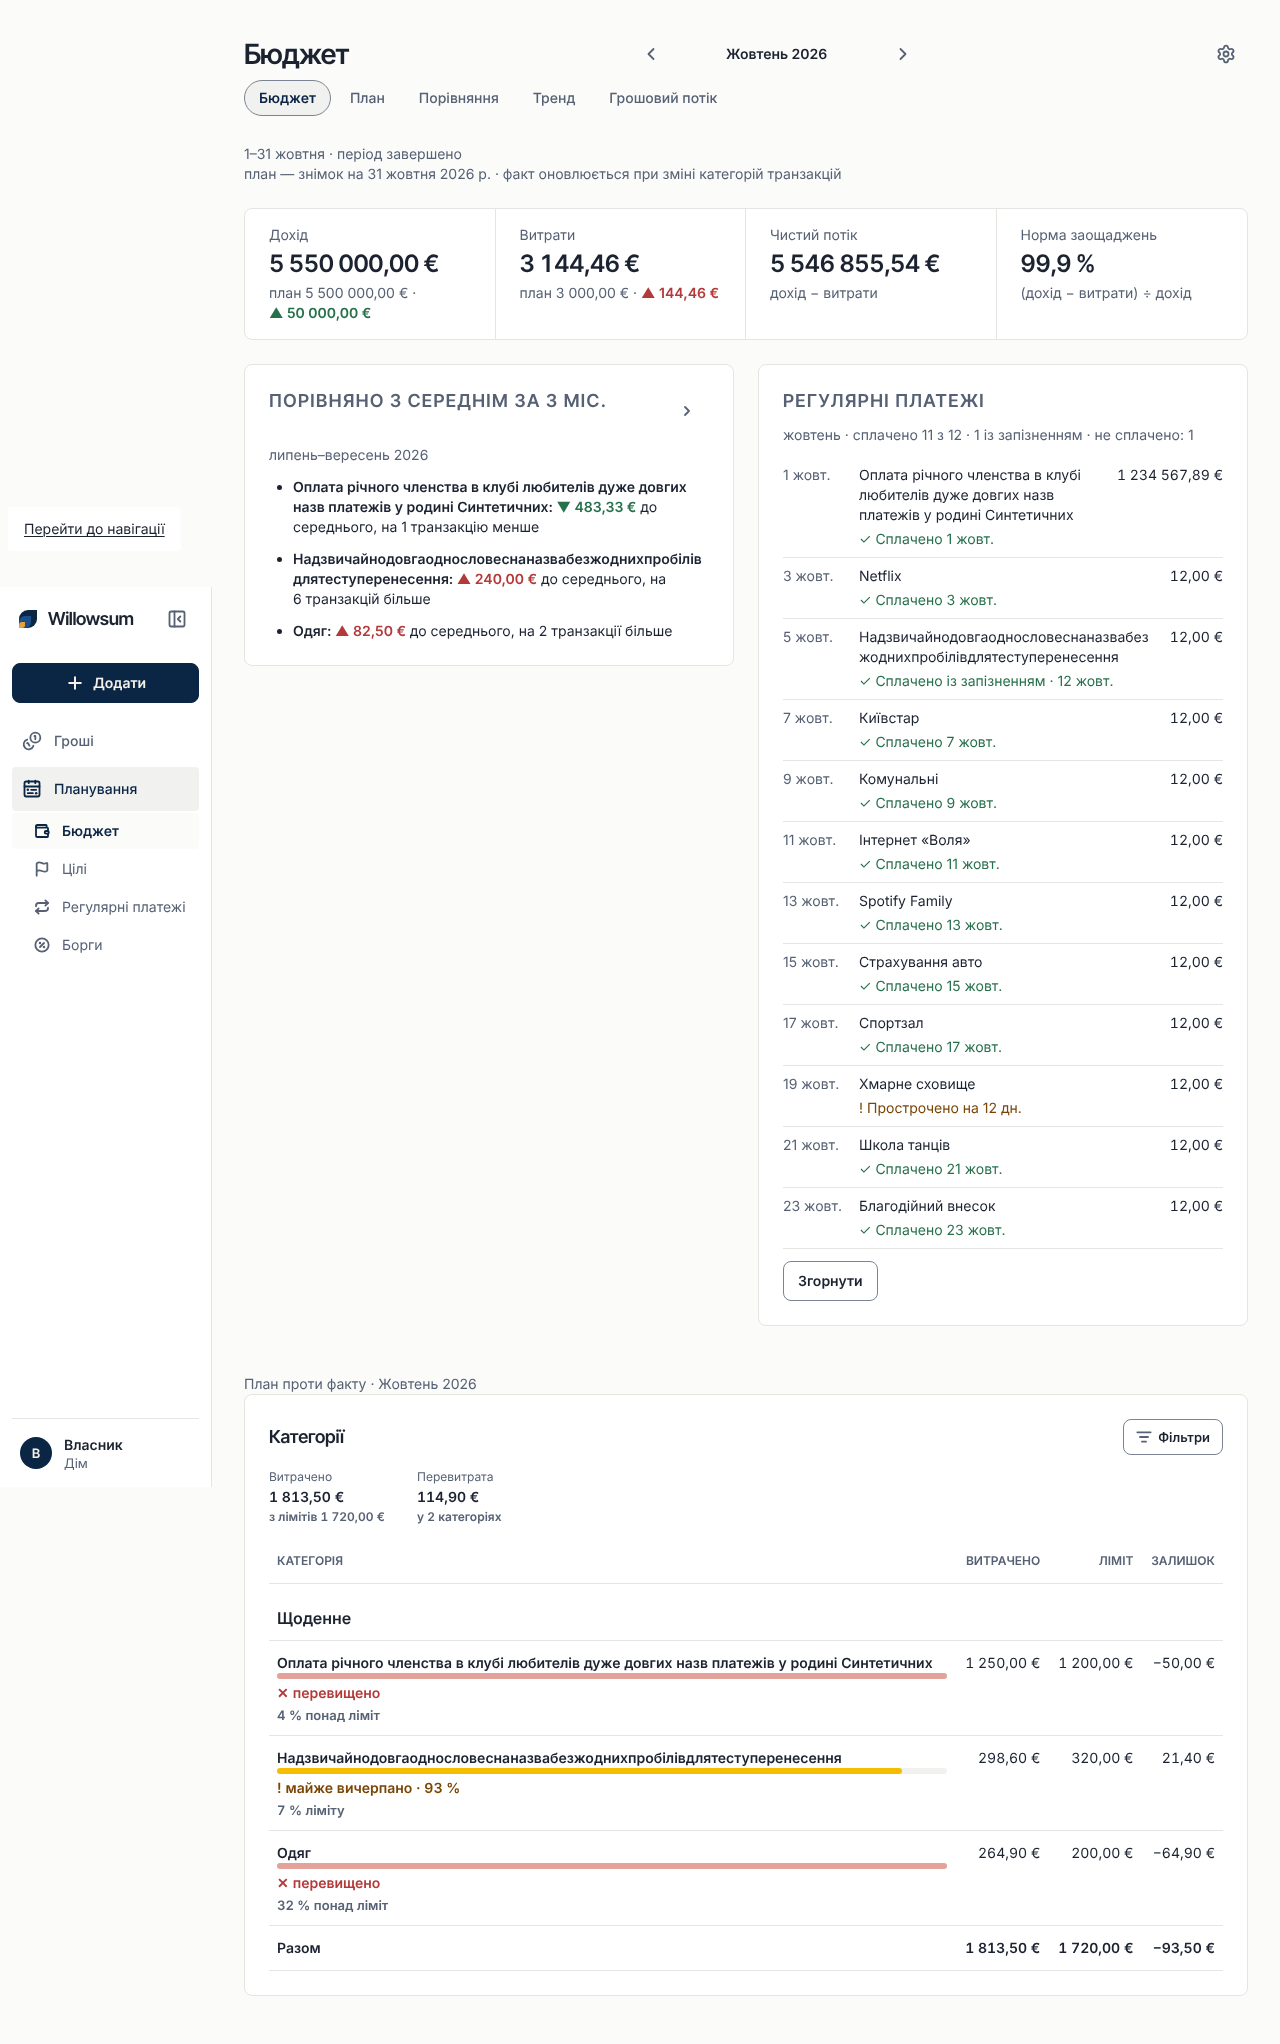 Бюджет
Жовтень 2026
Бюджет
План
Порівняння
Тренд
Грошовий потік
1–31 жовтня · період завершено
план — знімок на 31 жовтня 2026 р. · факт оновлюється при зміні категорій транзакцій
Дохід
5 550 000,00 €
план 5 500 000,00 € ·
▲ 50 000,00 €
Витрати
3 144,46 €
план 3 000,00 € · ▲ 144,46 €
Чистий потік
5 546 855,54 €
дохід − витрати
Норма заощаджень
99,9 %
(дохід − витрати) ÷ дохід
ПОРІВНЯНО З СЕРЕДНІМ ЗА 3 МІС.
липень–вересень 2026
• Оплата річного членства в клубі любителів дуже довгих
назв платежів у родині Синтетичних: ▼ 483,33 € до
середнього, на 1 транзакцію менше
• Надзвичайнодовгаоднословеснаназвабезжоднихпробілів
длятеступеренесення: ▲ 240,00 € до середнього, на
6 транзакцій більше
• Одяг: ▲ 82,50 € до середнього, на 2 транзакції більше
РЕГУЛЯРНІ ПЛАТЕЖІ
жовтень · сплачено 11 з 12 · 1 із запізненням · не сплачено: 1
1 жовт.
Оплата річного членства в клубі
любителів дуже довгих назв
платежів у родині Синтетичних
1 234 567,89 €
✓ Сплачено 1 жовт.
3 жовт.
Netflix
12,00 €
✓ Сплачено 3 жовт.
5 жовт.
Надзвичайнодовгаоднословеснаназвабез
жоднихпробілівдлятеступеренесення
12,00 €
✓ Сплачено із запізненням · 12 жовт.
7 жовт.
Київстар
12,00 €
✓ Сплачено 7 жовт.
9 жовт.
Комунальні
12,00 €
✓ Сплачено 9 жовт.
11 жовт.
Інтернет «Воля»
12,00 €
✓ Сплачено 11 жовт.
13 жовт.
Spotify Family
12,00 €
✓ Сплачено 13 жовт.
15 жовт.
Страхування авто
12,00 €
✓ Сплачено 15 жовт.
17 жовт.
Спортзал
12,00 €
✓ Сплачено 17 жовт.
19 жовт.
Хмарне сховище
12,00 €
! Прострочено на 12 дн.
21 жовт.
Школа танців
12,00 €
✓ Сплачено 21 жовт.
23 жовт.
Благодійний внесок
12,00 €
✓ Сплачено 23 жовт.
Згорнути
Перейти до навігації
Willowsum
Додати
Гроші
Планування
Бюджет
Цілі
Регулярні платежі
Борги
В
Власник
Дім
План проти факту · Жовтень 2026
Категорії
Фільтри
Витрачено
1 813,50 €
з лімітів 1 720,00 €
Перевитрата
114,90 €
у 2 категоріях
КАТЕГОРІЯ
ВИТРАЧЕНО
ЛІМІТ
ЗАЛИШОК
Щоденне
Оплата річного членства в клубі любителів дуже довгих назв платежів у родині Синтетичних
1 250,00 €
1 200,00 €
−50,00 €
✕ перевищено
4 % понад ліміт
Надзвичайнодовгаоднословеснаназвабезжоднихпробілівдлятеступеренесення
298,60 €
320,00 €
21,40 €
! майже вичерпано · 93 %
7 % ліміту
Одяг
264,90 €
200,00 €
−64,90 €
✕ перевищено
32 % понад ліміт
Разом
1 813,50 €
1 720,00 €
−93,50 €